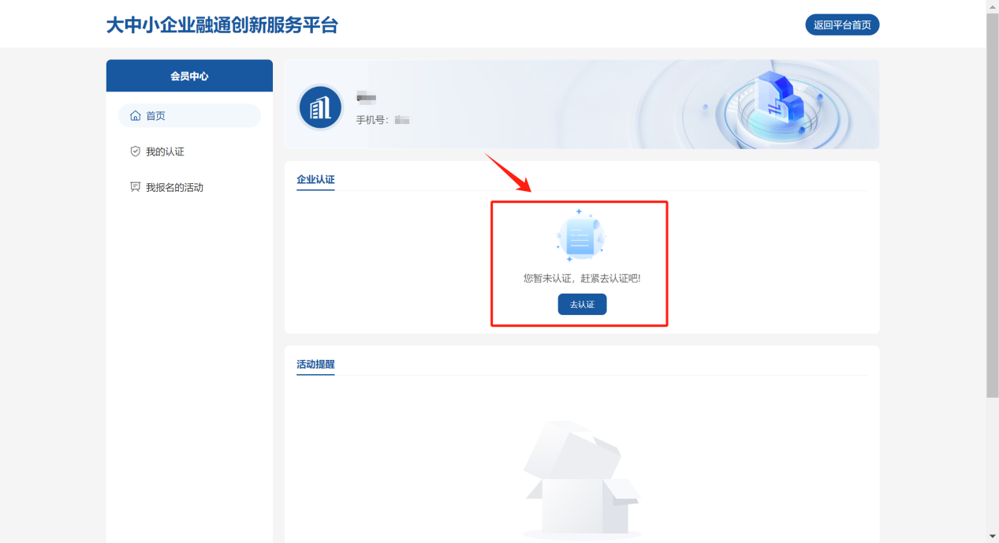 大中小企业融通创新服务平台
返回平台首页
会员中心
首页
我的认证
我报名的活动
手机号：
企业认证
您暂未认证，赶紧去认证吧!
去认证
活动提醒